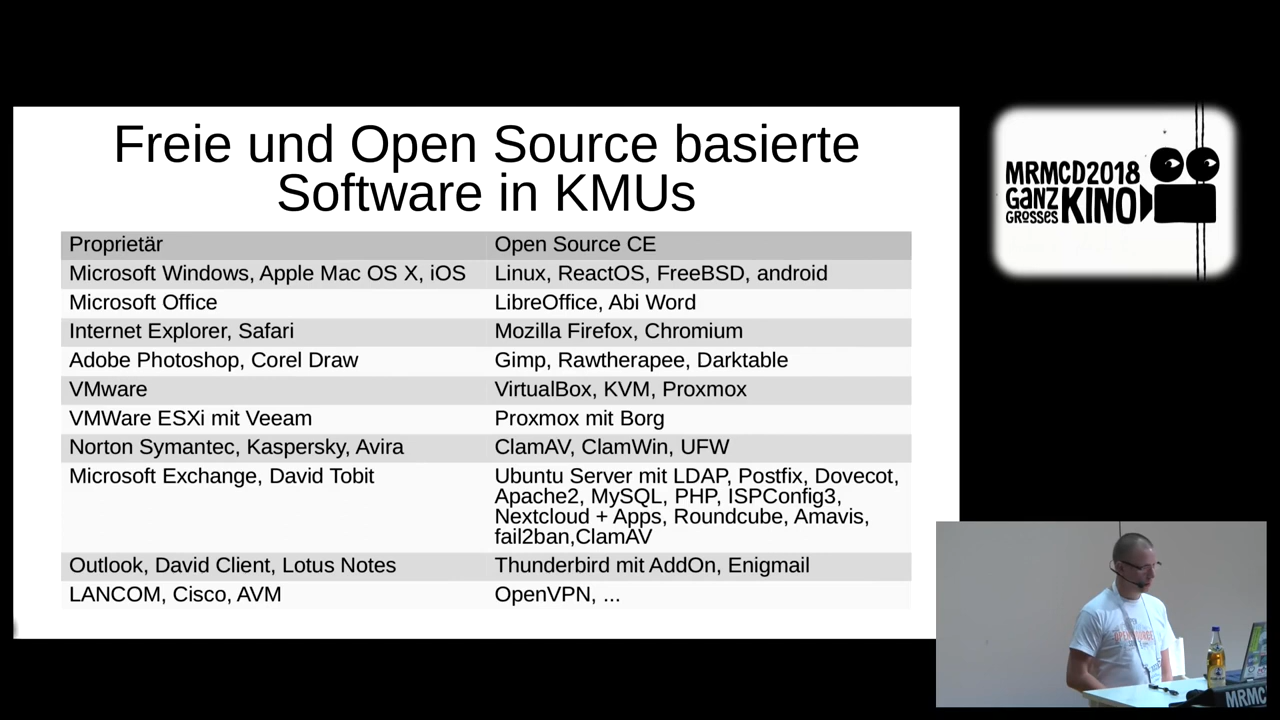 Freie und Open Source basierte
Software in KMUs
Proprietär
Open Source CE
Microsoft Windows, Apple Mac OS X, iOS
Linux, ReactOS, FreeBSD, android
Microsoft Office
LibreOffice, Abi Word
Internet Explorer, Safari
Mozilla Firefox, Chromium
Adobe Photoshop, Corel Draw
Gimp, Rawtherapee, Darktable
VMware
VirtualBox, KVM, Proxmox
VMWare ESXi mit Veeam
Proxmox mit Borg
Norton Symantec, Kaspersky, Avira
ClamAV, ClamWin, UFW
Microsoft Exchange, David Tobit
Ubuntu Server mit LDAP, Postfix, Dovecot,
Apache2, MySQL, PHP, ISPConfig3,
Nextcloud + Apps, Roundcube, Amavis,
fail2ban,ClamAV
Outlook, David Client, Lotus Notes
Thunderbird mit AddOn, Enigmail
LANCOM, Cisco, AVM
OpenVPN, ...
MRMCD2018
GANZ
GROSSES
KINO
OPEN SOURCE
MRMC